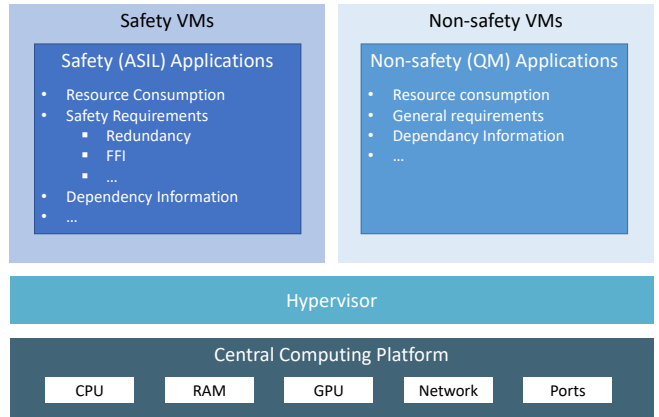 Safety VMs
Safety (ASIL) Applications
• Resource Consumption
• Safety Requirements
▪ Redundancy
▪ FFI
▪ ...
• Dependency Information
• ...
Non-safety VMs
Non-safety (QM) Applications
• Resource consumption
• General requirements
• Dependancy Information
• ...
Hypervisor
Central Computing Platform
CPU RAM GPU Network Ports